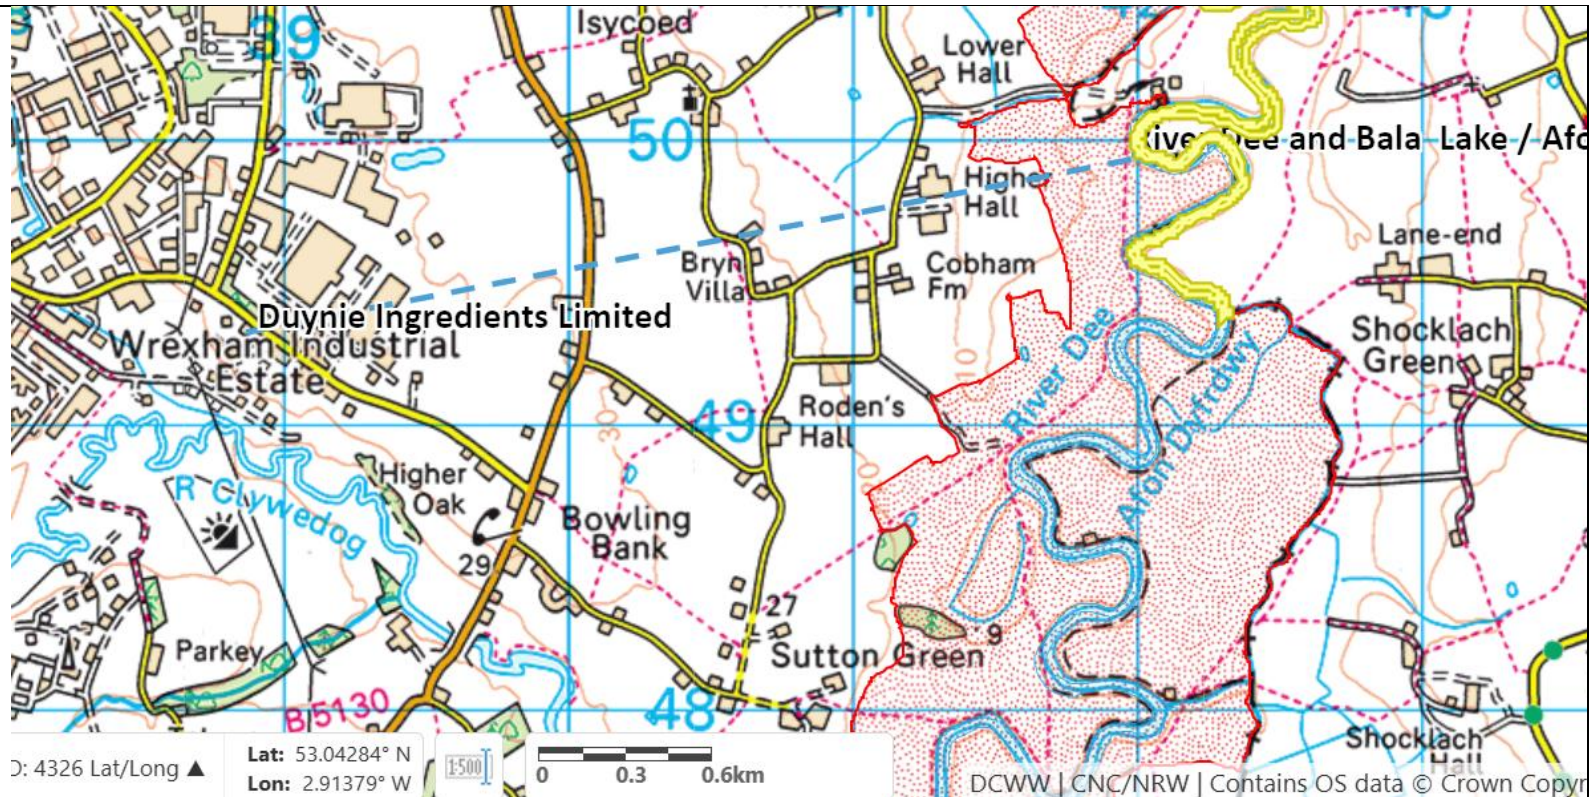 39
Isycoed
Lower
Hall
50
River Dee and Bala Lake / Afo
Higher
Hall
Bryn
Villa
Cobham
Fm
Lane-end
Duynie Ingredients Limited
Wrexham Industrial
Estate
10
River Dee
Afon Dyfrdwy
Shocklach
Green
49
Roden's
Hall
30
Higher
Oak
R Clywedog
Bowling
Bank
29
27
9
Parkey
Sutton Green
48
B5130
Shocklach
Hall
D: 4326 Lat/Long ▲
Lat: 53.04284° N
Lon: 2.91379° W
1:500
0 0.3 0.6km
DCWW | CNC/NRW | Contains OS data © Crown Copyr